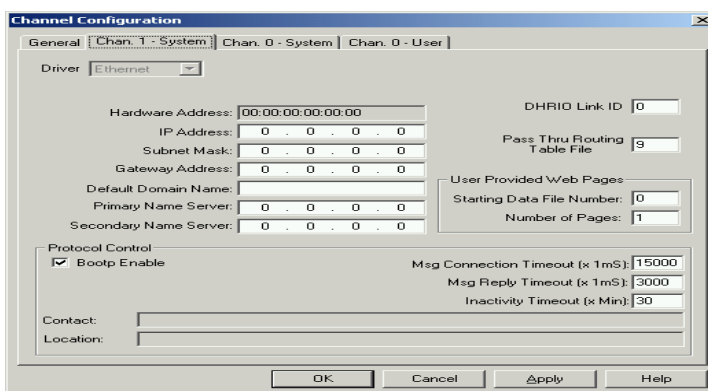 Channel Configuration
General Chan. 1 - System Chan. 0 - System Chan. 0 - User
Driver Ethernet
Hardware Address: 00:00:00:00:00:00
IP Address: 0 . 0 . 0 . 0
Subnet Mask: 0 . 0 . 0 . 0
Gateway Address: 0 . 0 . 0 . 0
Default Domain Name:
Primary Name Server: 0 . 0 . 0 . 0
Secondary Name Server: 0 . 0 . 0 . 0
DHRIO Link ID 0
Pass Thru Routing
Table File 9
User Provided Web Pages
Starting Data File Number: 0
Number of Pages: 1
Protocol Control
Bootp Enable
Msg Connection Timeout (x 1mS): 15000
Msg Reply Timeout (x 1mS): 3000
Inactivity Timeout (x Min): 30
Contact:
Location:
OK Cancel Apply Help